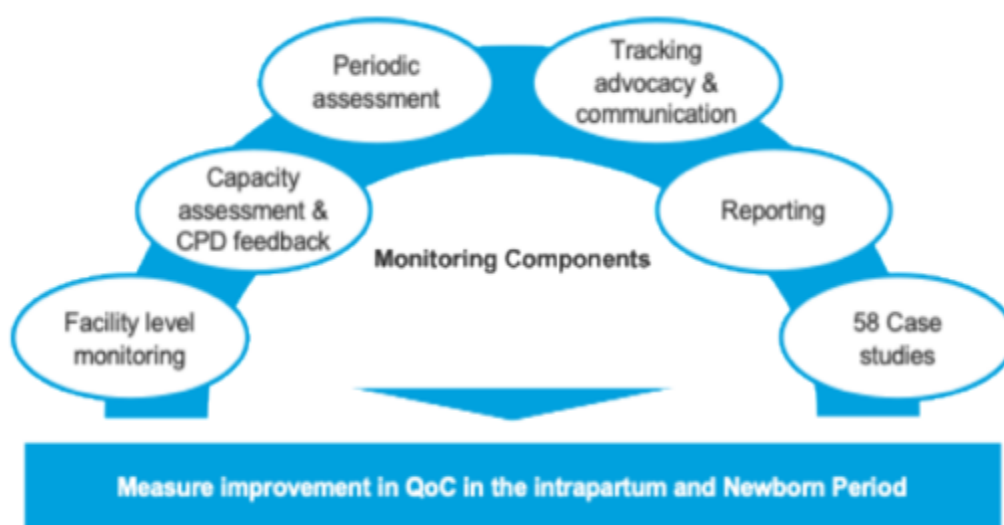 Periodic
assessment
Tracking
advocacy &
communication
Capacity
assessment &
CPD feedback
Reporting
Monitoring Components
Facility level
monitoring
58 Case
studies
Measure improvement in QoC in the intrapartum and Newborn Period